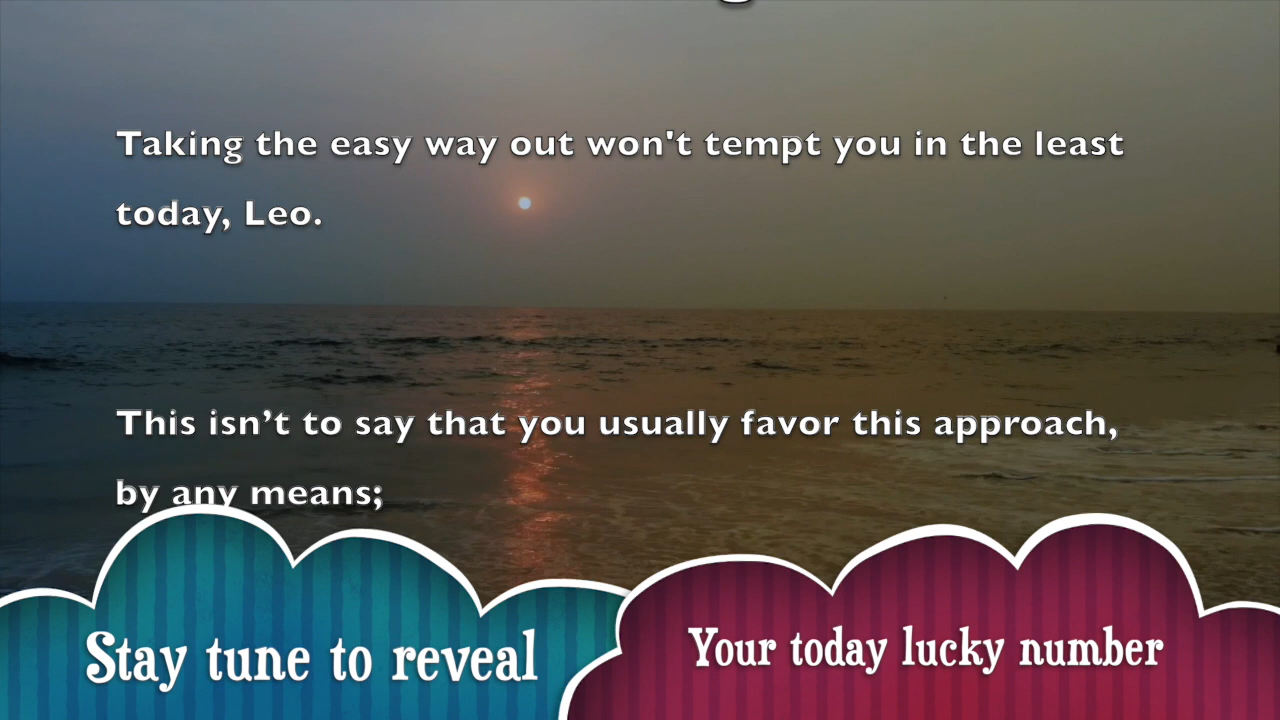 Taking the easy way out won't tempt you in the least
today, Leo.
This isn’t to say that you usually favor this approach,
by any means;
Stay tune to reveal
Your today lucky number